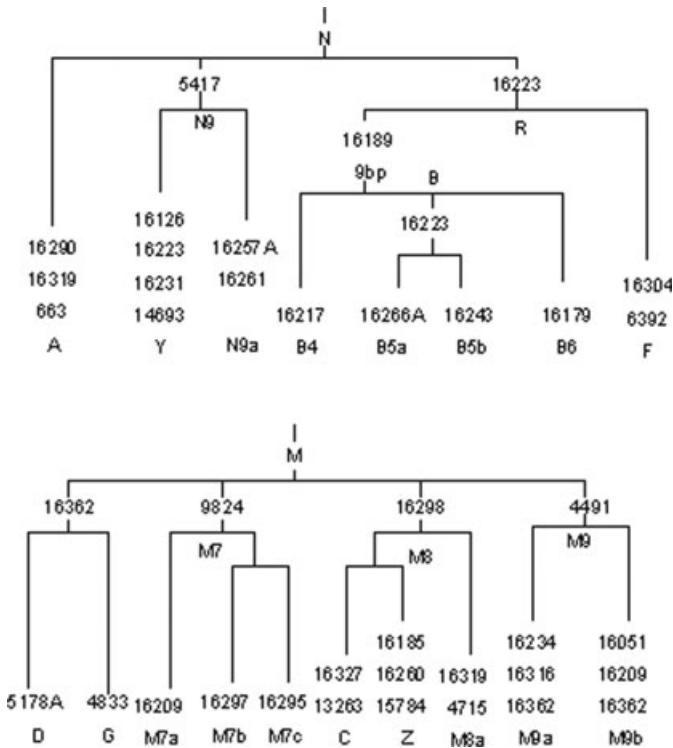 N
5417 16223
N9 R
16189
9bp B
16126
16223
16290 16223 16257A
16319 16231 16261 16304
663 14693 16217 16266A 16243 16179 6392
A Y N9a B4 B5a B5b B6 F
M
16362 9824 16298 4491
M7 M8 M9
16185 16234 16051
16327 16260 16319 16316 16209
5178A 4833 16209 16297 16295 13263 15784 4715 16362 16362
D G M7a M7b M7c C Z M8a M9a M9b